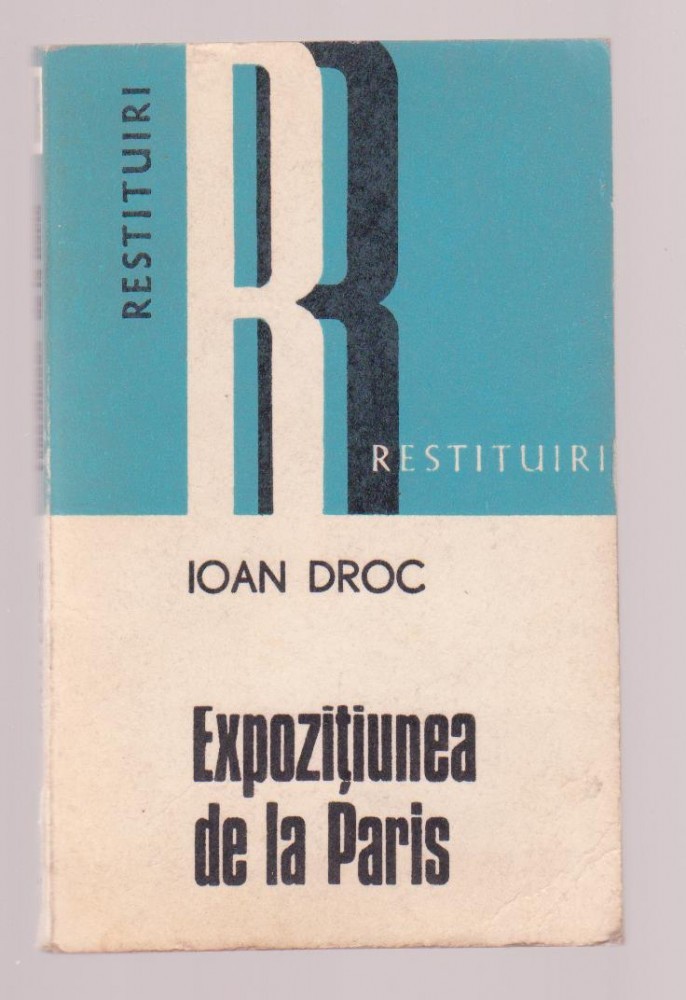 RESTITUIRI
R
RESTITUIRI
IOAN DROC
Expozițiunea
de la Paris